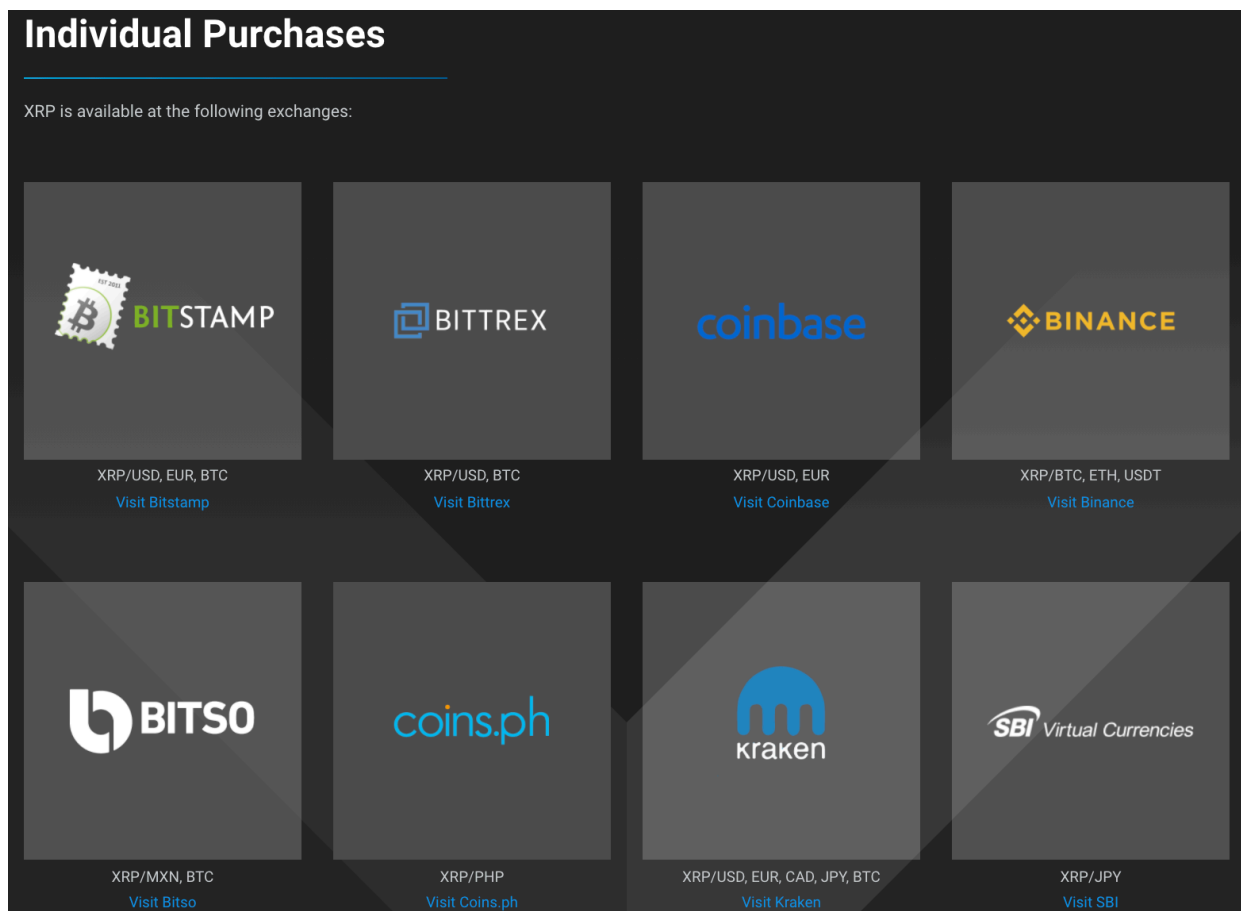 Individual Purchases
XRP is available at the following exchanges:
EST 2011
BITSTAMP
BITTREX
coinbase
BINANCE
XRP/USD, EUR, BTC
XRP/USD, BTC
XRP/USD, EUR
XRP/BTC, ETH, USDT
Visit Bitstamp
Visit Bittrex
Visit Coinbase
Visit Binance
BITSO
coins.ph
kraken
SBI Virtual Currencies
XRP/MXN, BTC
XRP/PHP
XRP/USD, EUR, CAD, JPY, BTC
XRP/JPY
Visit Bitso
Visit Coins.ph
Visit Kraken
Visit SBI